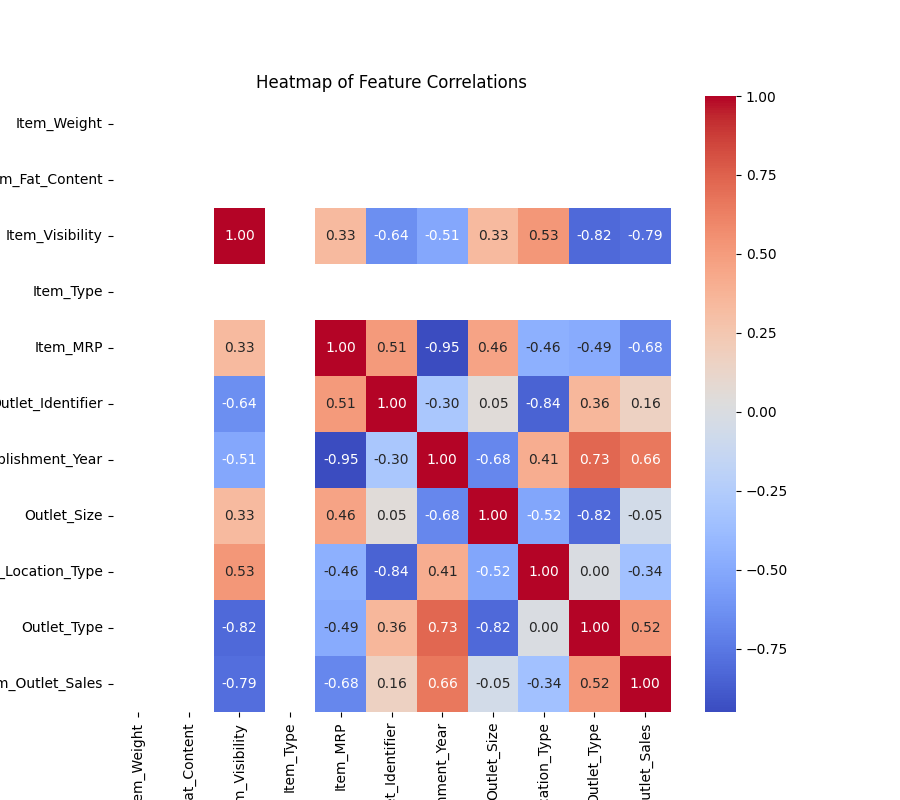 Heatmap of Feature Correlations
Item_Weight
m_Fat_Content
Item_Visibility 1.00 0.33 -0.64 -0.51 0.33 0.53 -0.82 -0.79
Item_Type
Item_MRP 0.33 1.00 0.51 -0.95 0.46 -0.46 -0.49 -0.68
utlet_Identifier -0.64 0.51 1.00 -0.30 0.05 -0.84 0.36 0.16
blishment_Year -0.51 -0.95 -0.30 1.00 -0.68 0.41 0.73 0.66
Outlet_Size 0.33 0.46 0.05 -0.68 1.00 -0.52 -0.82 -0.05
_Location_Type 0.53 -0.46 -0.84 0.41 -0.52 1.00 0.00 -0.34
Outlet_Type -0.82 -0.49 0.36 0.73 -0.82 0.00 1.00 0.52
m_Outlet_Sales -0.79 -0.68 0.16 0.66 -0.05 -0.34 0.52 1.00
em_Weight
at_Content
m_Visibility
Item_Type
Item_MRP
et_Identifier
hment_Year
Outlet_Size
cation_Type
Outlet_Type
utlet_Sales
1.00
0.75
0.50
0.25
0.00
−0.25
−0.50
−0.75